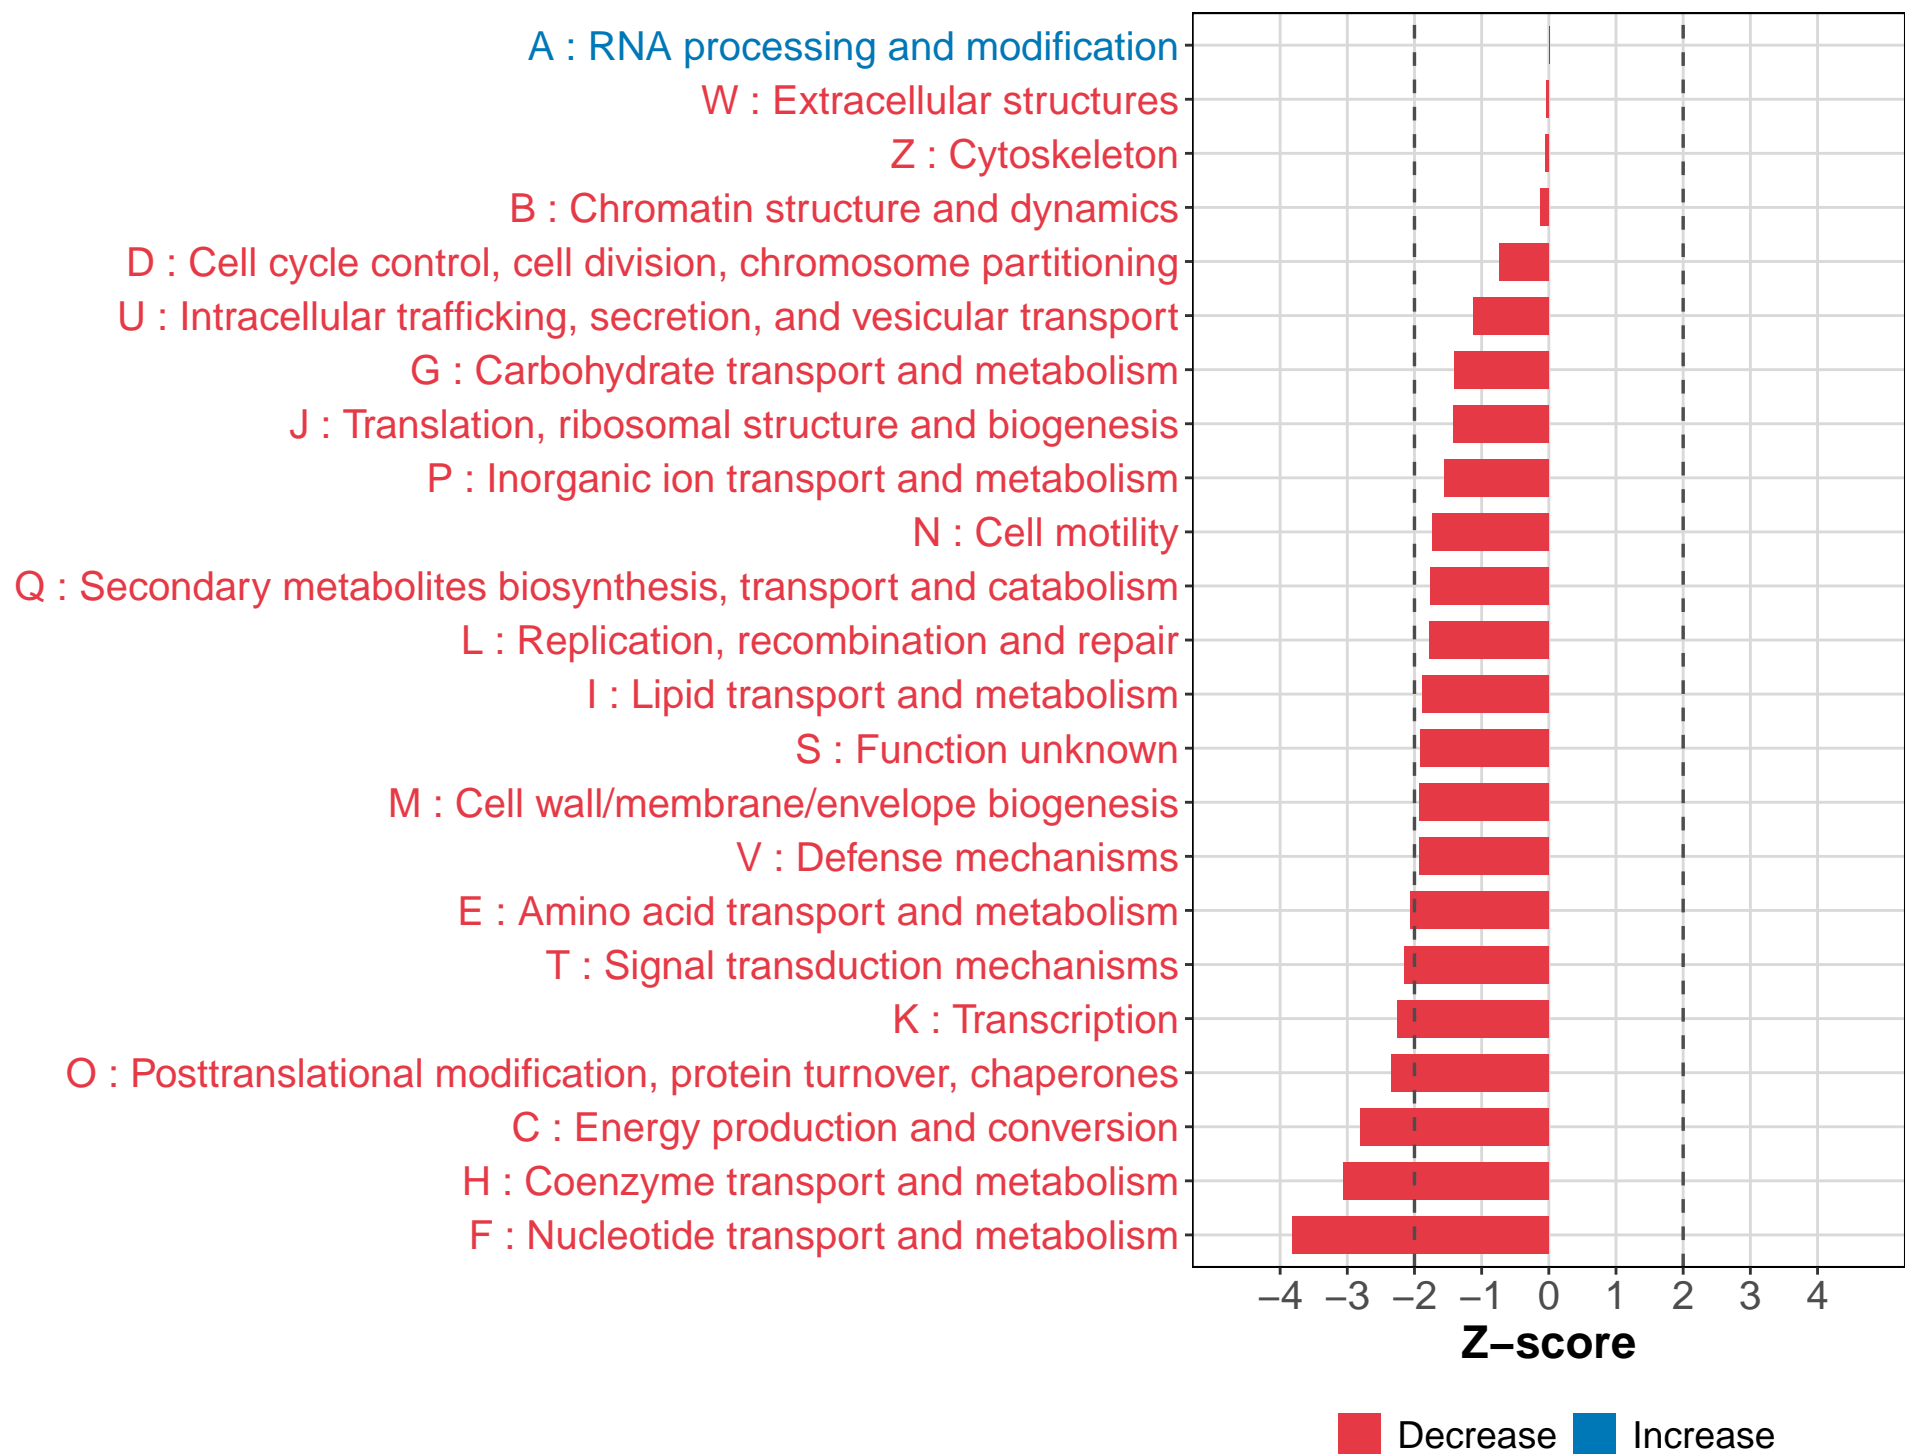 A : RNA processing and modification
W : Extracellular structures
Z : Cytoskeleton
B : Chromatin structure and dynamics
D : Cell cycle control, cell division, chromosome partitioning
U : Intracellular trafficking, secretion, and vesicular transport
G : Carbohydrate transport and metabolism
J : Translation, ribosomal structure and biogenesis
P : Inorganic ion transport and metabolism
N : Cell motility
Q : Secondary metabolites biosynthesis, transport and catabolism
L : Replication, recombination and repair
I : Lipid transport and metabolism
S : Function unknown
M : Cell wall/membrane/envelope biogenesis
V : Defense mechanisms
E : Amino acid transport and metabolism
T : Signal transduction mechanisms
K : Transcription
O : Posttranslational modification, protein turnover, chaperones
C : Energy production and conversion
H : Coenzyme transport and metabolism
F : Nucleotide transport and metabolism
−4 −3 −2 −1 0 1 2 3 4
Z−score
Decrease Increase